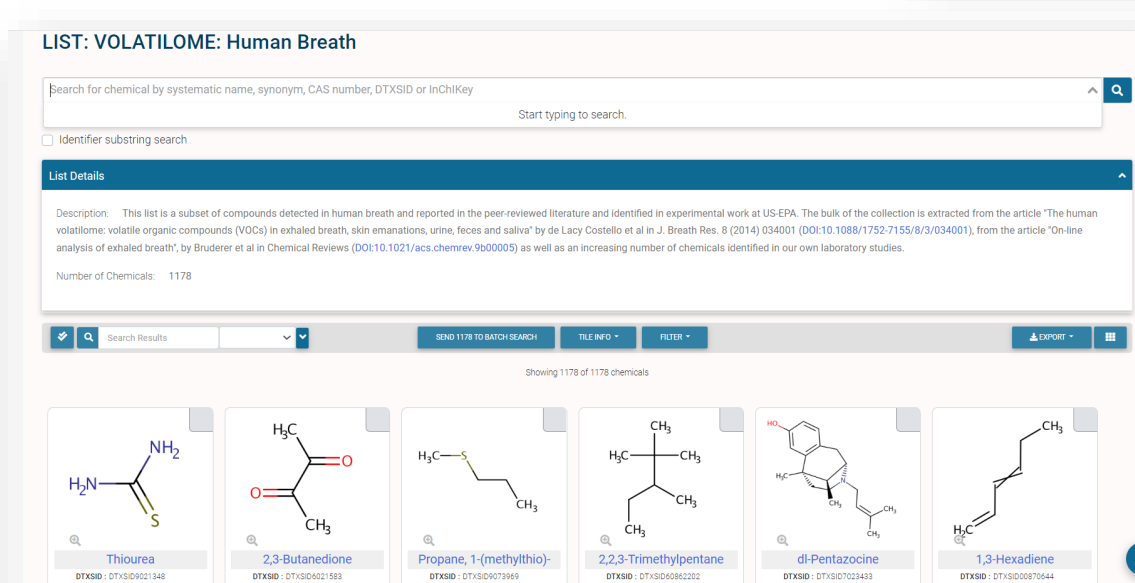 LIST: VOLATILOME: Human Breath
Search for chemical by systematic name, synonym, CAS number, DTXSID or InChIKey
Start typing to search.
Identifier substring search
List Details
Description: This list is a subset of compounds detected in human breath and reported in the peer-reviewed literature and identified in experimental work at US-EPA. The bulk of the collection is extracted from the article "The human
volatilome: volatile organic compounds (VOCs) in exhaled breath, skin emanations, urine, feces and saliva" by de Lacy Costello et al in J. Breath Res. 8 (2014) 034001 (DOI:10.1088/1752-7155/8/3/034001), from the article "On-line
analysis of exhaled breath", by Bruderer et al in Chemical Reviews (DOI:10.1021/acs.chemrev.9b00005) as well as an increasing number of chemicals identified in our own laboratory studies.
Number of Chemicals: 1178
Search Results SEND 1178 TO BATCH SEARCH TILE INFO FILTER EXPORT
Showing 1178 of 1178 chemicals
NH2 H2N S
H3C O O CH3
H3C S CH3
CH3 H3C CH3 CH3 CH3
HO H3C N CH3 CH3 CH3
CH3 H2C
Thiourea 2,3-Butanedione Propane, 1-(methylthio)- 2,2,3-Trimethylpentane dl-Pentazocine 1,3-Hexadiene
DTXSID : DTXSID9021348 DTXSID : DTXSID6021583 DTXSID : DTXSID9073969 DTXSID : DTXSID60862202 DTXSID : DTXSID7023433 DTXSID : DTXSID00870644